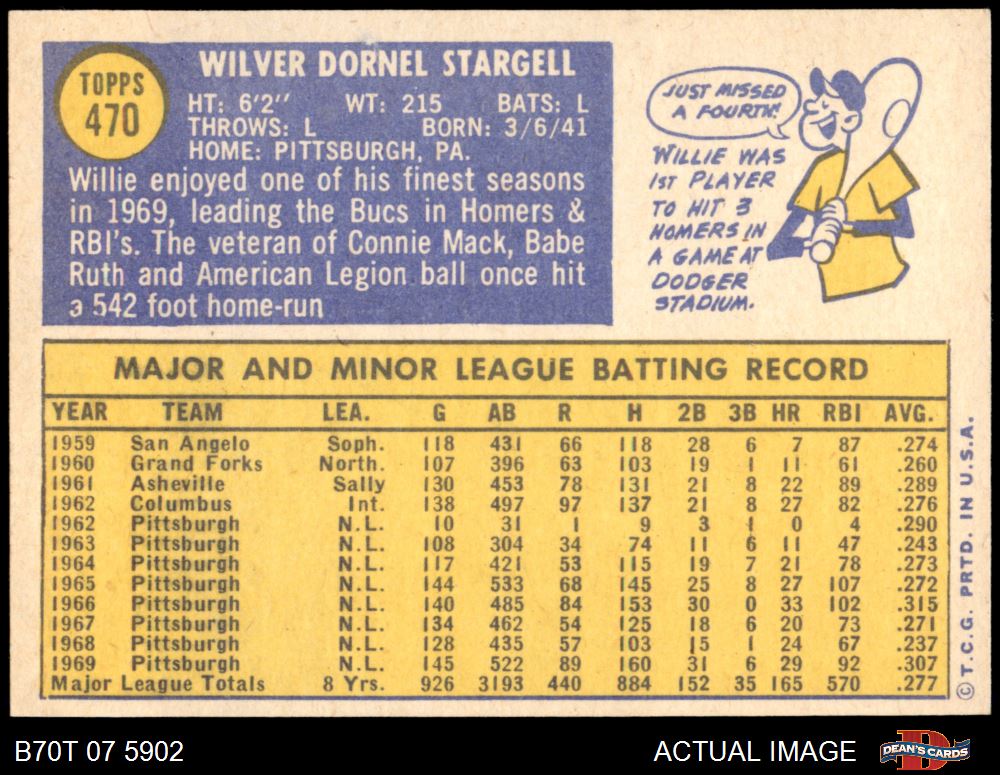 TOPPS
470
WILVER DORNEL STARGELL
HT: 6'2'' WT: 215 BATS: L
THROWS: L BORN: 3/6/41
HOME: PITTSBURGH, PA.
Willie enjoyed one of his finest seasons
in 1969, leading the Bucs in Homers &
RBI's. The veteran of Connie Mack, Babe
Ruth and American Legion ball once hit
a 542 foot home-run
JUST MISSED
A FOURTH!
WILLIE WAS
1ST PLAYER
TO HIT 3
HOMERS IN
A GAME AT
DODGER
STADIUM.
MAJOR AND MINOR LEAGUE BATTING RECORD
YEAR TEAM LEA. G AB R H 2B 3B HR RBI AVG.
1959 San Angelo Soph. 118 431 66 118 28 6 7 87 .274
1960 Grand Forks North. 107 396 63 103 19 1 11 61 .260
1961 Asheville Sally 130 453 78 131 21 8 22 89 .289
1962 Columbus Int. 138 497 97 137 21 8 27 82 .276
1962 Pittsburgh N.L. 10 31 1 9 3 1 0 4 .290
1963 Pittsburgh N.L. 108 304 34 74 11 6 11 47 .243
1964 Pittsburgh N.L. 117 421 53 115 19 7 21 78 .273
1965 Pittsburgh N.L. 144 533 68 145 25 8 27 107 .272
1966 Pittsburgh N.L. 140 485 84 153 30 0 33 102 .315
1967 Pittsburgh N.L. 134 462 54 125 18 6 20 73 .271
1968 Pittsburgh N.L. 128 435 57 103 15 1 24 67 .237
1969 Pittsburgh N.L. 145 522 89 160 31 6 29 92 .307
Major League Totals 8 Yrs. 926 3193 440 884 152 35 165 570 .277
© T.C.G. PRTD. IN U.S.A.
B70T 07 5902 ACTUAL IMAGE
DEAN'S CARDS